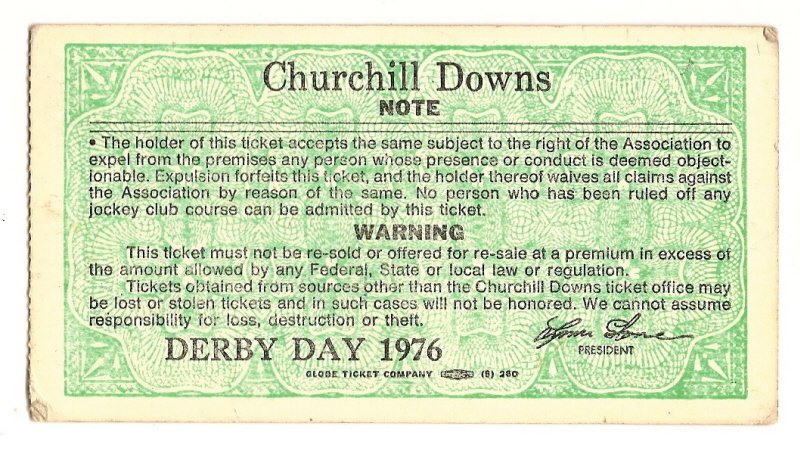 Churchill Downs
NOTE
• The holder of this ticket accepts the same subject to the right of the Association to
expel from the premises any person whose presence or conduct is deemed object-
ionable. Expulsion forfeits this ticket, and the holder thereof waives all claims against
the Association by reason of the same. No person who has been ruled off any
jockey club course can be admitted by this ticket.
WARNING
This ticket must not be re-sold or offered for re-sale at a premium in excess of
the amount allowed by any Federal, State or local law or regulation.
Tickets obtained from sources other than the Churchill Downs ticket office may
be lost or stolen tickets and in such cases will not be honored. We cannot assume
responsibility for loss, destruction or theft.
PRESIDENT
DERBY DAY 1976
GLOBE TICKET COMPANY (6) 280